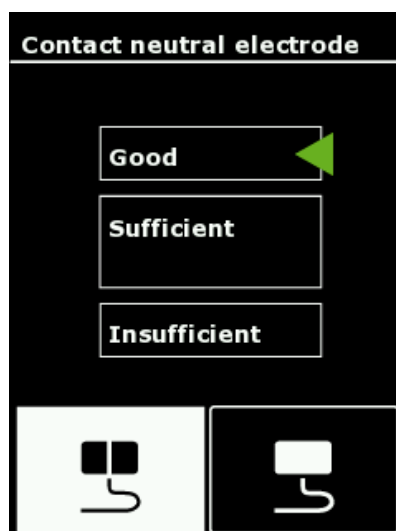 Contact neutral electrode
Good
Sufficient
Insufficient